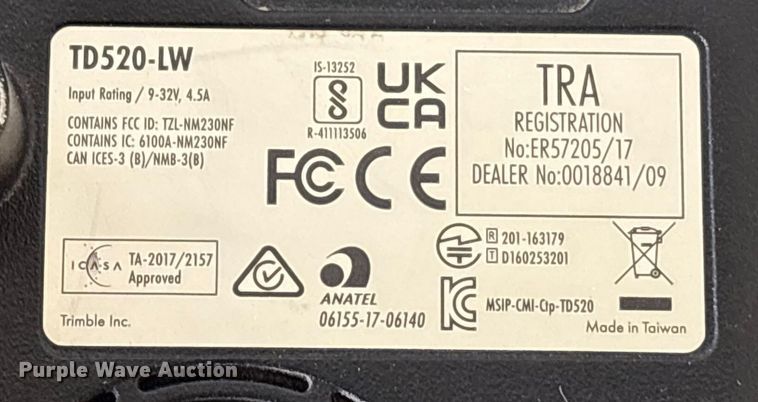 TD520-LW
Input Rating / 9-32V, 4.5A
CONTAINS FCC ID: TZL-NM230NF
CONTAINS IC: 6100A-NM230NF
CAN ICES-3 (B)/NMB-3(B)
IS-13252
R-411113506
UK
CA
FC CE
TRA
REGISTRATION
No:ER57205/17
DEALER No:0018841/09
ICASA
TA-2017/2157
Approved
ANATEL
06155-17-06140
R 201-163179
T D160253201
MSIP-CMI-Ctp-TD520
Trimble Inc.
Made in Taiwan
Purple Wave Auction